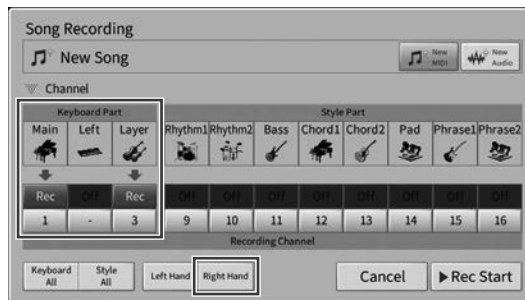 Song Recording
New Song
New MIDI
New Audio
Channel
Keyboard Part Style Part
Main Left Layer Rhythm1 Rhythm2 Bass Chord1 Chord2 Pad Phrase1 Phrase2
Rec Off Rec Off Off Off Off Off Off Off Off
1 - 3 9 10 11 12 13 14 15 16
Recording Channel
Keyboard All Style All Left Hand Right Hand Cancel Rec Start